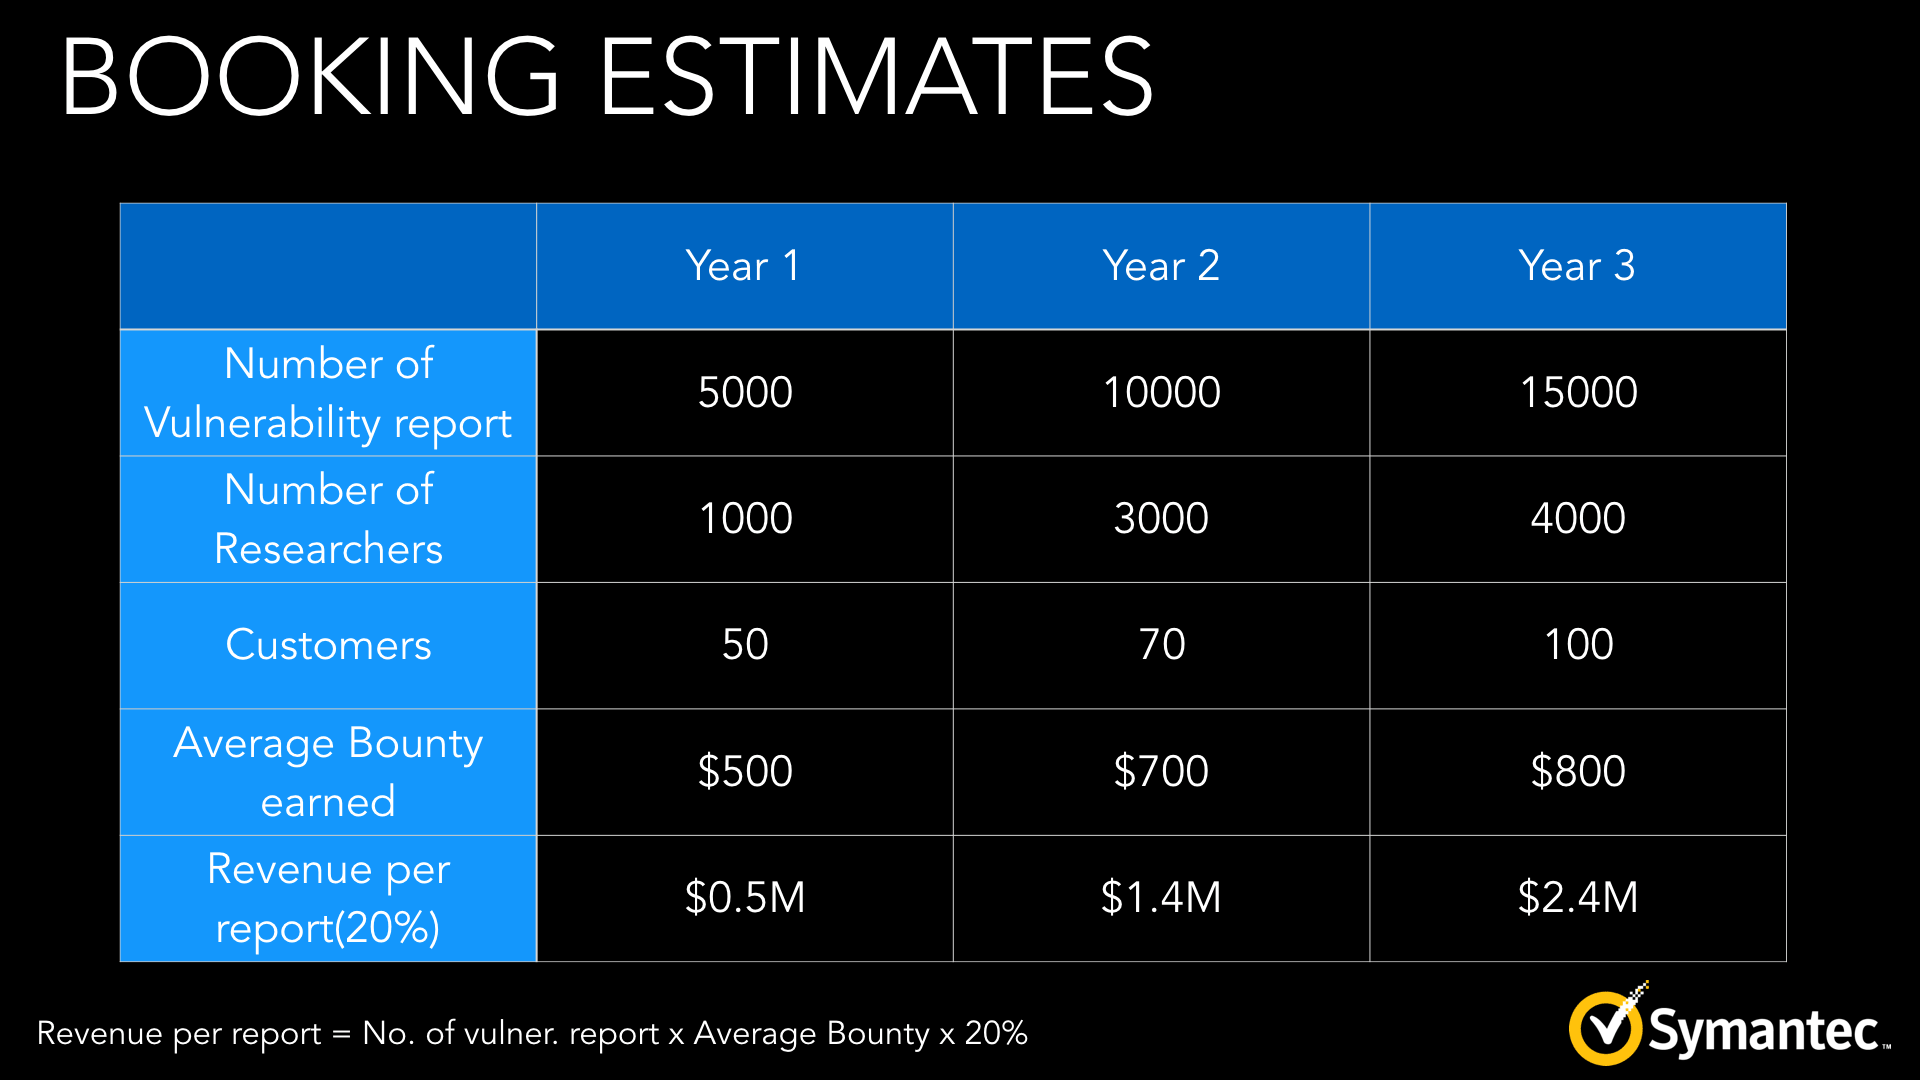 BOOKING ESTIMATES
Year 1 Year 2 Year 3
Number of
Vulnerability report
5000 10000 15000
Number of
Researchers
1000 3000 4000
Customers 50 70 100
Average Bounty
earned
$500 $700 $800
Revenue per
report(20%)
$0.5M $1.4M $2.4M
Revenue per report = No. of vulner. report x Average Bounty x 20%
Symantec™